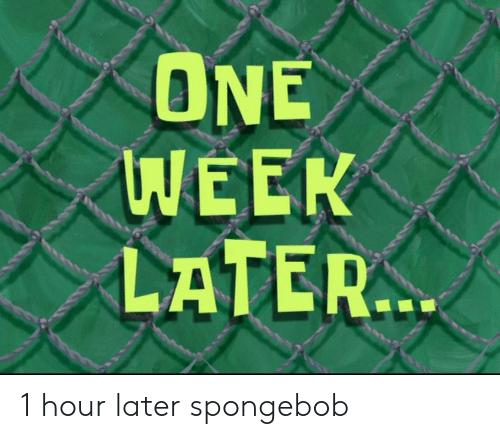 ONE
WEEK
LATER...
1 hour later spongebob